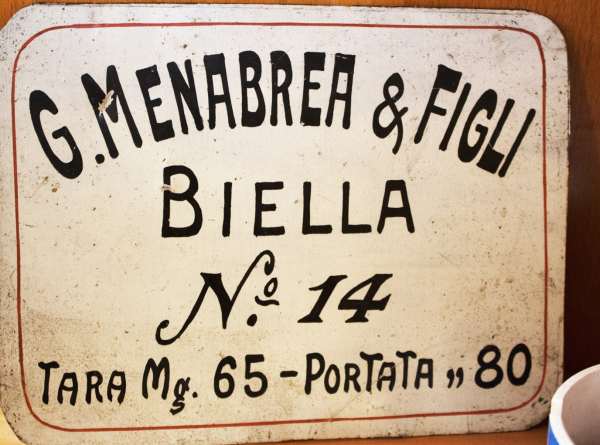 G. MENABREA & FIGLI
BIELLA
No. 14
TARA Mg. 65 - PORTATA „ 80